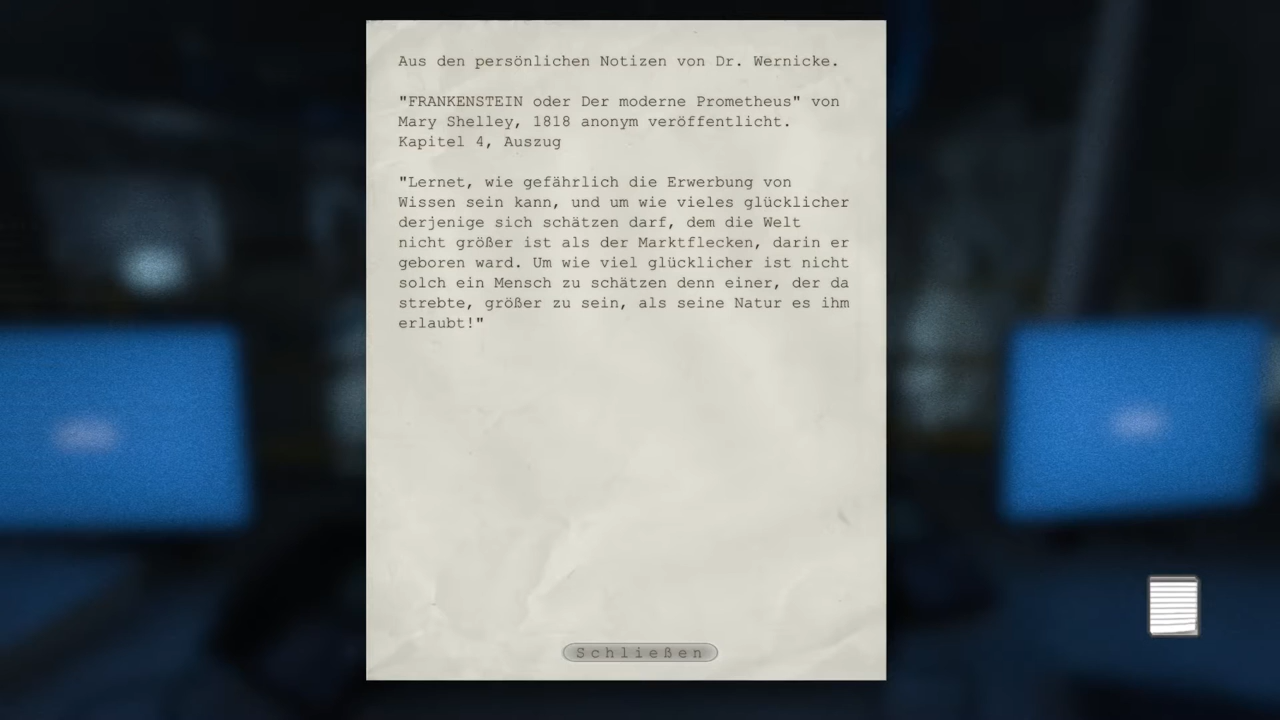 Aus den persönlichen Notizen von Dr. Wernicke.
"FRANKENSTEIN oder Der moderne Prometheus" von
Mary Shelley, 1818 anonym veröffentlicht.
Kapitel 4, Auszug
"Lernet, wie gefährlich die Erwerbung von
Wissen sein kann, und um wie vieles glücklicher
derjenige sich schätzen darf, dem die Welt
nicht größer ist als der Marktflecken, darin er
geboren ward. Um wie viel glücklicher ist nicht
solch ein Mensch zu schätzen denn einer, der da
strebte, größer zu sein, als seine Natur es ihm
erlaubt!"
Schließen